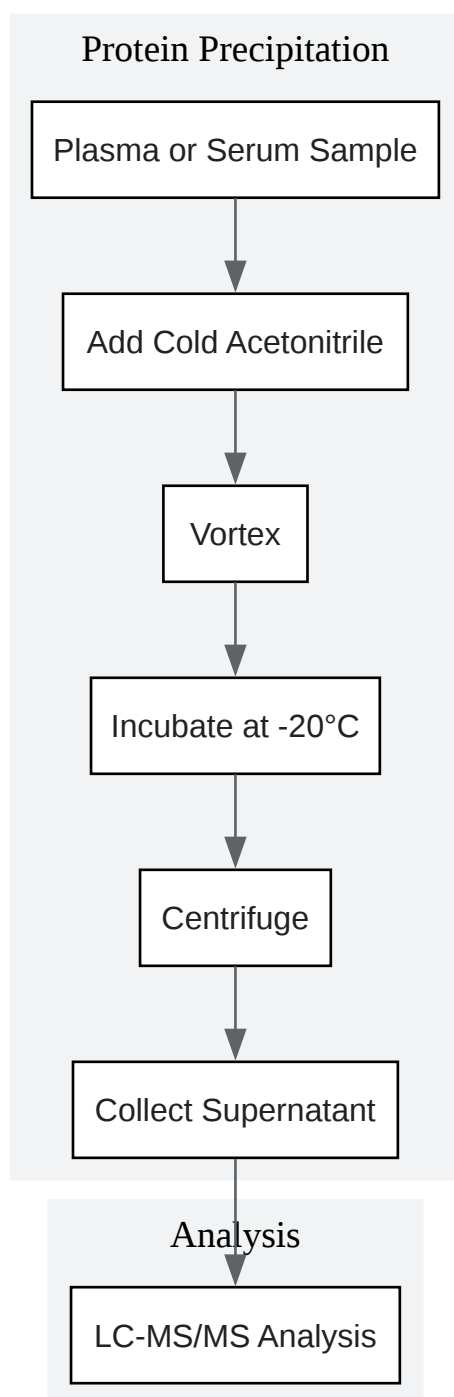 Protein Precipitation
Plasma or Serum Sample
Add Cold Acetonitrile
Vortex
Incubate at -20°C
Centrifuge
Collect Supernatant
Analysis
LC-MS/MS Analysis